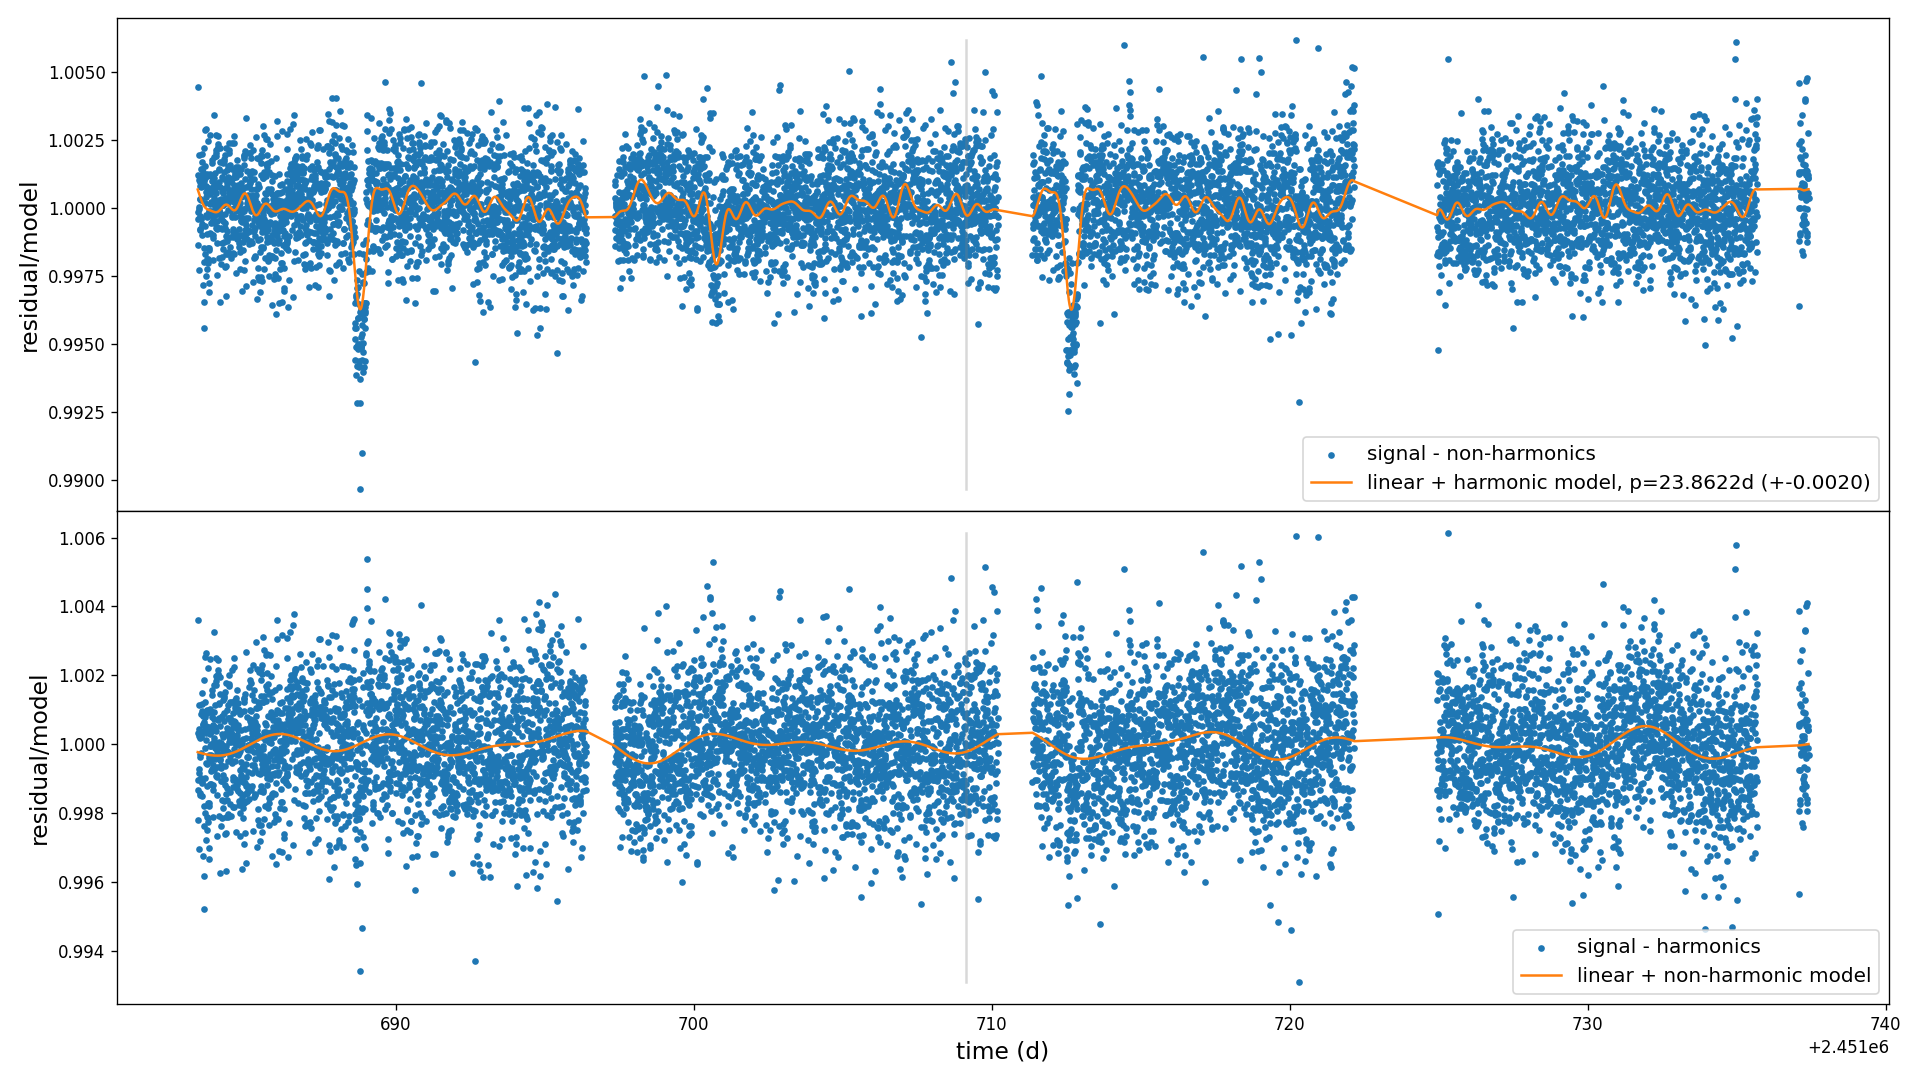 1.0050
1.0025
1.0000
0.9975
0.9950
0.9925
0.9900
residual/model
signal - non-harmonics
linear + harmonic model, p=23.8622d (+-0.0020)
1.006
1.004
1.002
1.000
0.998
0.996
0.994
residual/model
signal - harmonics
linear + non-harmonic model
690
700
710
720
730
740
time (d)
+2.451e6